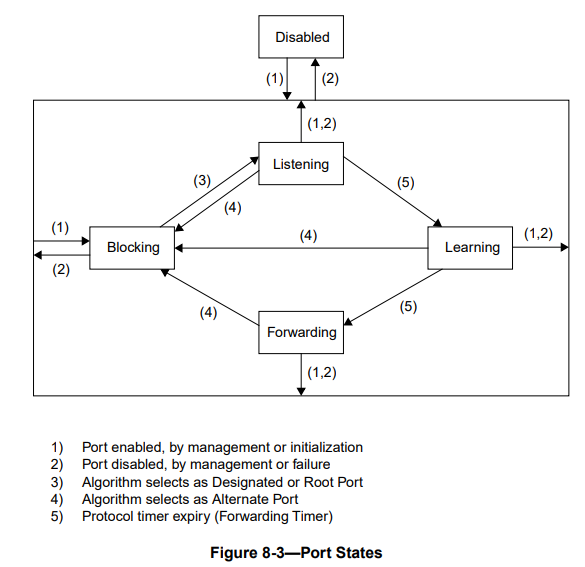 Disabled
(1)
(2)
(1,2)
Listening
(3)
(5)
(4)
(1)
(4)
(1,2)
Blocking
Learning
(2)
(4)
(5)
Forwarding
(1,2)
1) Port enabled, by management or initialization
2) Port disabled, by management or failure
3) Algorithm selects as Designated or Root Port
4) Algorithm selects as Alternate Port
5) Protocol timer expiry (Forwarding Timer)
Figure 8-3—Port States